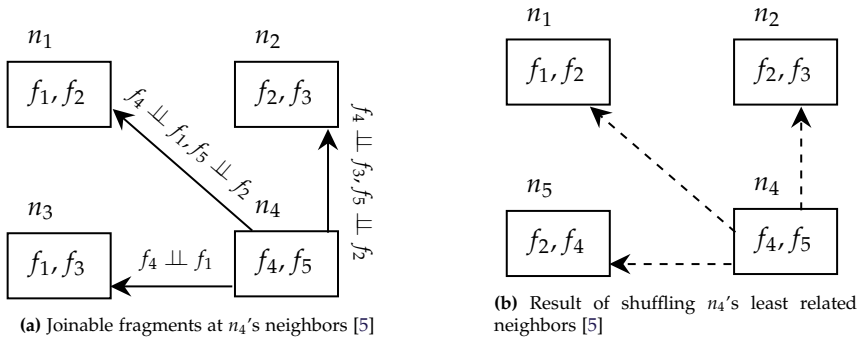 n1
n2
f1, f2
f2, f3
f4 ⫫ f1, f5 ⫫ f2
f4 ⫫ f3, f5 ⫫ f2
n3
n4
f1, f3
f4 ⫫ f1
f4, f5
(a) Joinable fragments at n4's neighbors [5]
n1
n2
f1, f2
f2, f3
n5
n4
f2, f4
f4, f5
(b) Result of shuffling n4's least related
neighbors [5]